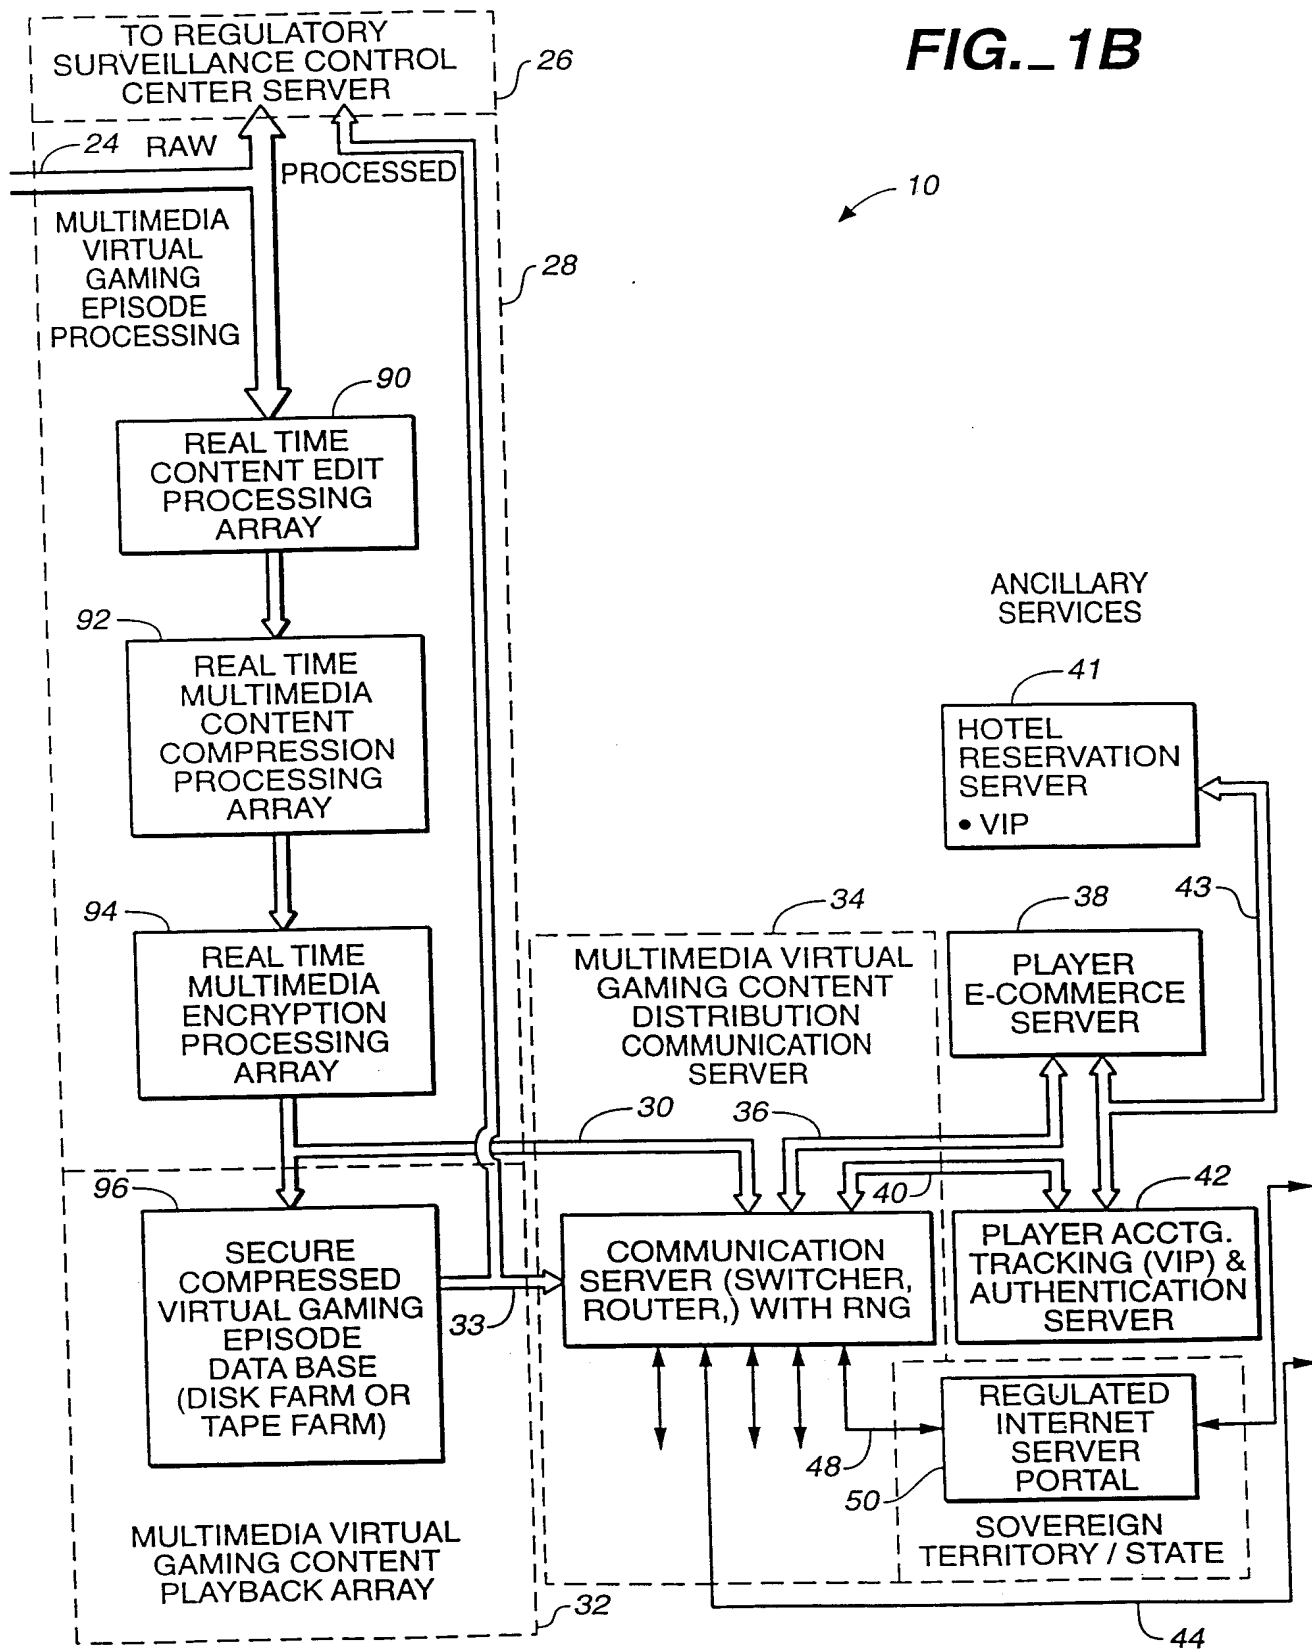 TO REGULATORY
SURVEILLANCE CONTROL
CENTER SERVER
26
FIG._1B
24
RAW
PROCESSED
10
MULTIMEDIA
VIRTUAL
GAMING
EPISODE
PROCESSING
28
90
REAL TIME
CONTENT EDIT
PROCESSING
ARRAY
92
REAL TIME
MULTIMEDIA
CONTENT
COMPRESSION
PROCESSING
ARRAY
94
REAL TIME
MULTIMEDIA
ENCRYPTION
PROCESSING
ARRAY
ANCILLARY
SERVICES
41
HOTEL
RESERVATION
SERVER
• VIP
43
34
MULTIMEDIA VIRTUAL
GAMING CONTENT
DISTRIBUTION
COMMUNICATION
SERVER
38
PLAYER
E-COMMERCE
SERVER
30
36
40
42
96
SECURE
COMPRESSED
VIRTUAL GAMING
EPISODE
DATA BASE
(DISK FARM OR
TAPE FARM)
33
COMMUNICATION
SERVER (SWITCHER,
ROUTER,) WITH RNG
PLAYER ACCTG.
TRACKING (VIP) &
AUTHENTICATION
SERVER
48
REGULATED
INTERNET
SERVER
PORTAL
50
SOVEREIGN
TERRITORY / STATE
MULTIMEDIA VIRTUAL
GAMING CONTENT
PLAYBACK ARRAY
32
44